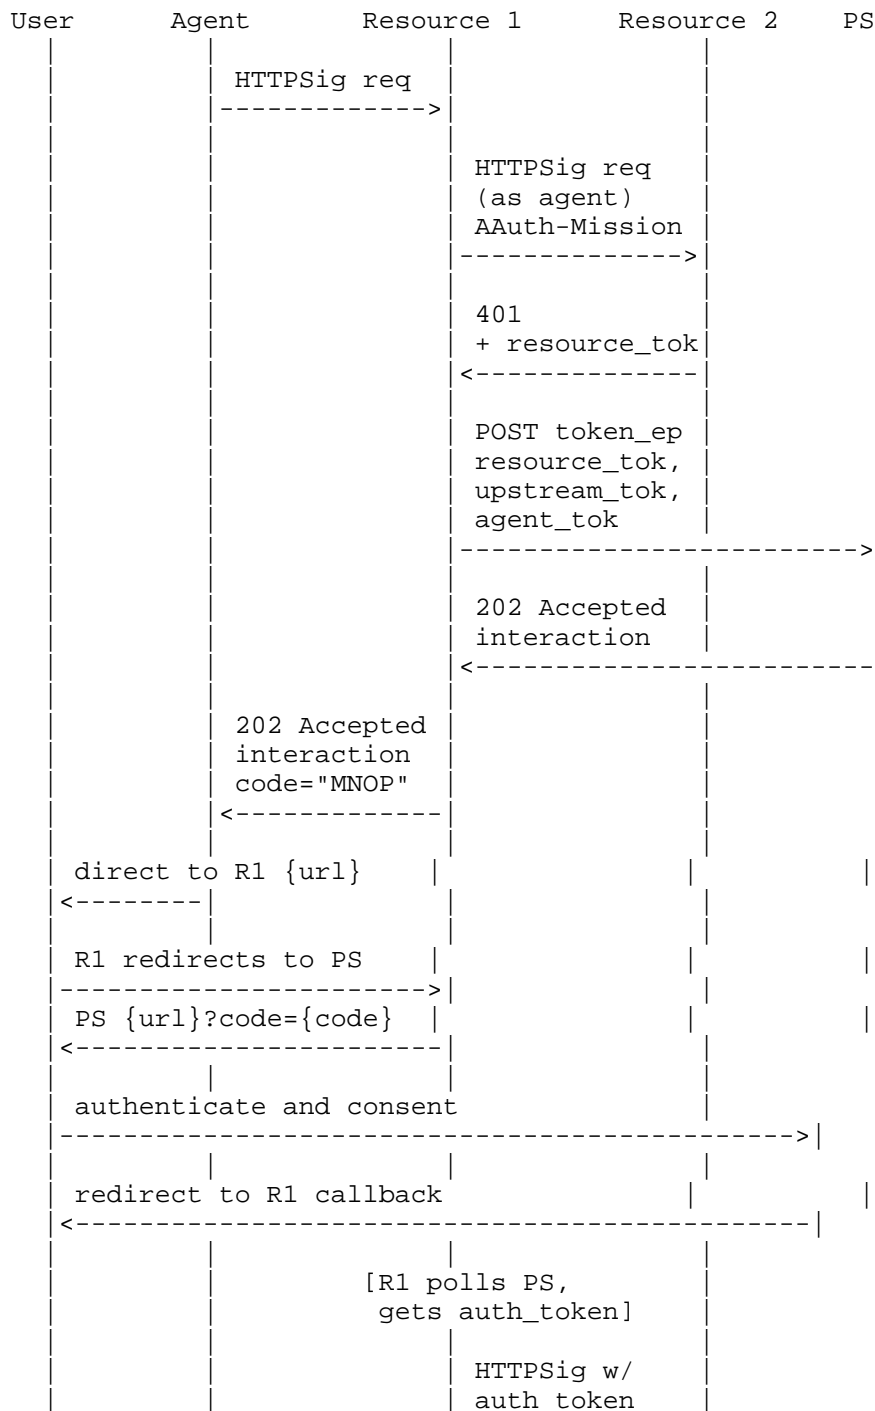 User Agent Resource 1 Resource 2 PS
HTTPSig req
HTTPSig req
(as agent)
AAuth-Mission
401
+ resource_tok
POST token_ep
resource_tok,
upstream_tok,
agent_tok
202 Accepted
interaction
202 Accepted
interaction
code="MNOP"
direct to R1 {url}
R1 redirects to PS
PS {url}?code={code}
authenticate and consent
redirect to R1 callback
[R1 polls PS,
gets auth_token]
HTTPSig w/
auth token